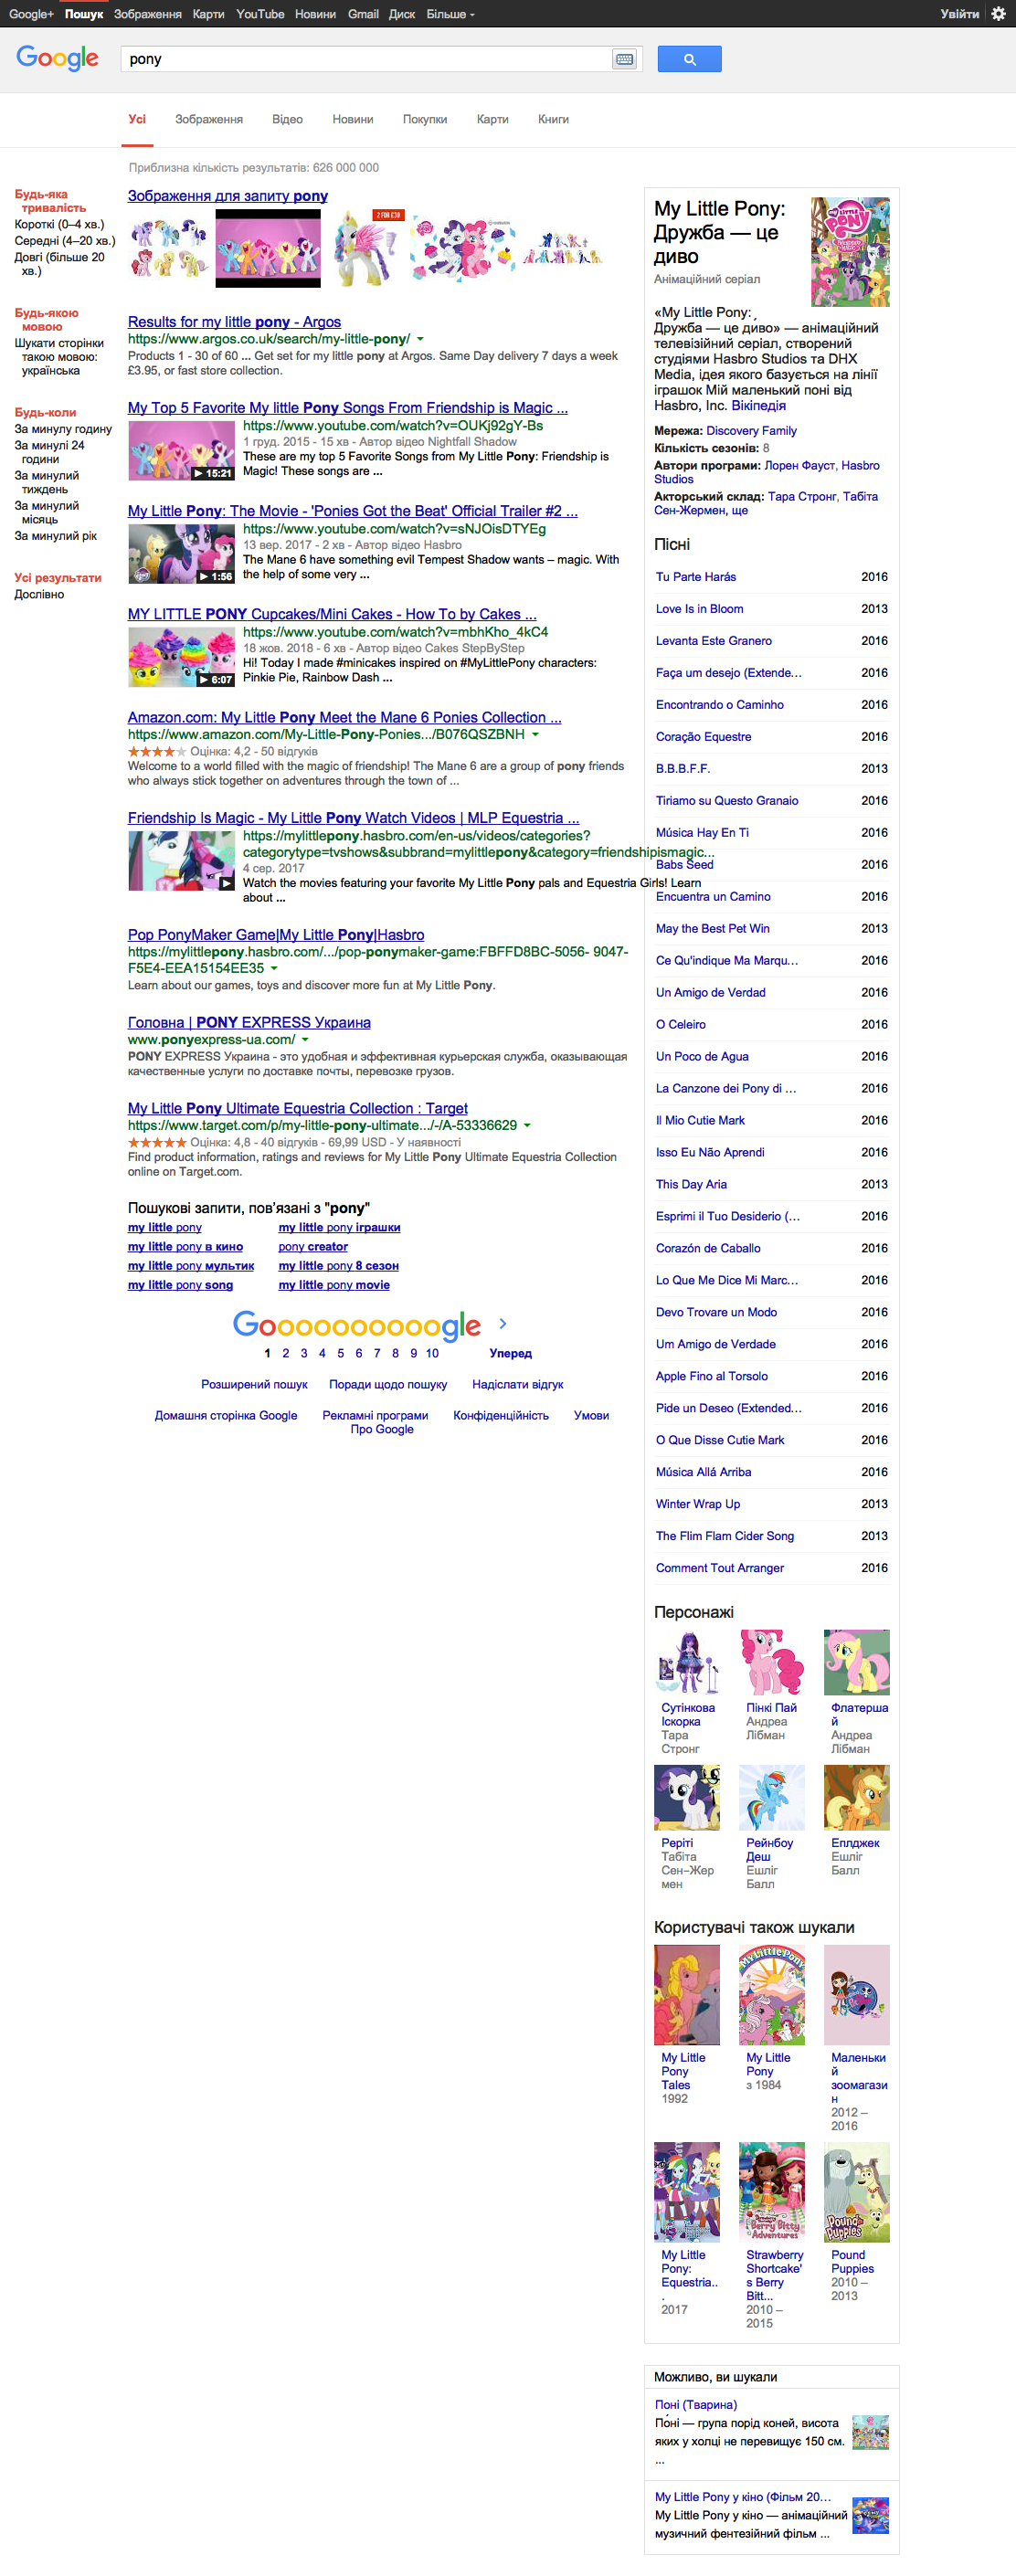 Google+ Пошук Зображення Карти YouTube Новини Gmail Диск Більше Увійти
Google pony
Усі Зображення Відео Новини Покупки Карти Книги
Приблизна кількість результатів: 626 000 000
Будь-яка
тривалість
Короткі (0–4 хв.)
Середні (4–20 хв.)
Довгі (більше 20
хв.)
Будь-якою
мовою
Шукати сторінки
такою мовою:
українська
Будь-коли
За минулу годину
За минулі 24
години
За минулий
тиждень
За минулий
місяць
За минулий рік
Усі результати
Дослівно
Зображення для запиту pony
2 FOR £30
Results for my little pony - Argos
https://www.argos.co.uk/search/my-little-pony/
Products 1 - 30 of 60 ... Get set for my little pony at Argos. Same Day delivery 7 days a week
£3.95, or fast store collection.
My Top 5 Favorite My little Pony Songs From Friendship is Magic ...
https://www.youtube.com/watch?v=OUKj92gY-Bs
1 груд. 2015 - 15 хв - Автор відео Nightfall Shadow
These are my top 5 Favorite Songs from My Little Pony: Friendship is
Magic! These songs are ...
15:21
My Little Pony: The Movie - 'Ponies Got the Beat' Official Trailer #2 ...
https://www.youtube.com/watch?v=sNJOisDTYEg
13 вер. 2017 - 2 хв - Автор відео Hasbro
The Mane 6 have something evil Tempest Shadow wants – magic. With
the help of some very ...
1:56
MY LITTLE PONY Cupcakes/Mini Cakes - How To by Cakes ...
https://www.youtube.com/watch?v=mbhKho_4kC4
18 жов. 2018 - 6 хв - Автор відео Cakes StepByStep
Hi! Today I made #minicakes inspired on #MyLittlePony characters:
Pinkie Pie, Rainbow Dash ...
6:07
Amazon.com: My Little Pony Meet the Mane 6 Ponies Collection ...
https://www.amazon.com/My-Little-Pony-Ponies.../B076QSZBNH
Оцінка: 4,2 - 50 відгуків
Welcome to a world filled with the magic of friendship! The Mane 6 are a group of pony friends
who always stick together on adventures through the town of ...
Friendship Is Magic - My Little Pony Watch Videos | MLP Equestria ...
https://mylittlepony.hasbro.com/en-us/videos/categories?
categorytype=tvshows&subbrand=mylittlepony&category=friendshipismagic...
4 сер. 2017
Watch the movies featuring your favorite My Little Pony pals and Equestria Girls! Learn
about ...
Pop PonyMaker Game|My Little Pony|Hasbro
https://mylittlepony.hasbro.com/.../pop-ponymaker-game:FBFFD8BC-5056- 9047-
F5E4-EEA15154EE35
Learn about our games, toys and discover more fun at My Little Pony.
Головна | PONY EXPRESS Украина
www.ponyexpress-ua.com/
PONY EXPRESS Украина - это удобная и эффективная курьерская служба, оказывающая
качественные услуги по доставке почты, перевозке грузов.
My Little Pony Ultimate Equestria Collection : Target
https://www.target.com/p/my-little-pony-ultimate.../-/A-53336629
Оцінка: 4,8 - 40 відгуків - 69,99 USD - У наявності
Find product information, ratings and reviews for My Little Pony Ultimate Equestria Collection
online on Target.com.
Пошукові запити, пов’язані з "pony"
my little pony my little pony іграшки
my little pony в кино pony creator
my little pony мультик my little pony 8 сезон
my little pony song my little pony movie
Goooooooooogle
1 2 3 4 5 6 7 8 9 10 Уперед
Розширений пошук Поради щодо пошуку Надіслати відгук
Домашня сторінка Google Рекламні програми Конфіденційність Умови
Про Google
My Little Pony:
Дружба — це
диво
Анімаційний серіал
«My Little Pony:
Дружба — це диво» — анімаційний
телевізійний серіал, створений
студіями Hasbro Studios та DHX
Media, ідея якого базується на лінії
іграшок Мій маленький поні від
Hasbro, Inc. Вікіпедія
Мережа: Discovery Family
Кількість сезонів: 8
Автори програми: Лорен Фауст, Hasbro
Studios
Акторський склад: Тара Стронг, Табіта
Сен-Жермен, ще
Пісні
Tu Parte Harás 2016
Love Is in Bloom 2013
Levanta Este Granero 2016
Faça um desejo (Extende... 2016
Encontrando o Caminho 2016
Coração Equestre 2016
B.B.B.F.F. 2013
Tiriamo su Questo Granaio 2016
Música Hay En Ti 2016
Babs Seed 2016
Encuentra un Camino 2016
May the Best Pet Win 2013
Ce Qu'indique Ma Marqu... 2016
Un Amigo de Verdad 2016
O Celeiro 2016
Un Poco de Agua 2016
La Canzone dei Pony di ... 2016
Il Mio Cutie Mark 2016
Isso Eu Não Aprendi 2016
This Day Aria 2013
Esprimi il Tuo Desiderio (... 2016
Corazón de Caballo 2016
Lo Que Me Dice Mi Marc... 2016
Devo Trovare un Modo 2016
Um Amigo de Verdade 2016
Apple Fino al Torsolo 2016
Pide un Deseo (Extended... 2016
O Que Disse Cutie Mark 2016
Música Allá Arriba 2016
Winter Wrap Up 2013
The Flim Flam Cider Song 2013
Comment Tout Arranger 2016
Персонажі
Сутінкова
Іскорка
Тара
Стронг
Пінкі Пай
Андреа
Лібман
Флатерша
й
Андреа
Лібман
Реріті
Табіта
Сен-Жер
мен
Рейнбоу
Деш
Ешліг
Балл
Еплджек
Ешліг
Балл
Користувачі також шукали
My Little Pony
My Little
Pony
Tales
1992
My Little
Pony
з 1984
Маленьки
й
зоомагази
н
2012 –
2016
Berry Bitty
Adventures
Pound
Puppies
My Little
Pony:
Equestria..
.
2017
Strawberry
Shortcake'
s Berry
Bitt...
2010 –
2015
Pound
Puppies
2010 –
2013
Можливо, ви шукали
Поні (Тварина)
По́ні — група порід коней, висота
яких у холці не перевищує 150 см.
...
My Little Pony у кіно (Фільм 20...
My Little Pony у кіно — анімаційний
музичний фентезійний фільм ...